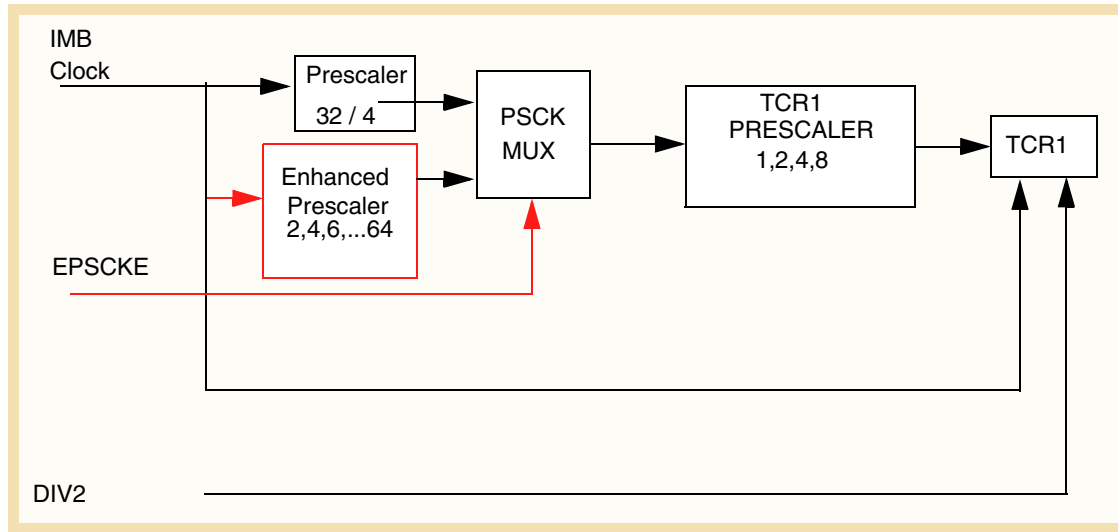 IMB
Clock
Prescaler
32 / 4
PSCK
MUX
TCR1
PRESCALER
1,2,4,8
TCR1
Enhanced
Prescaler
2,4,6,...64
EPSCKE
DIV2